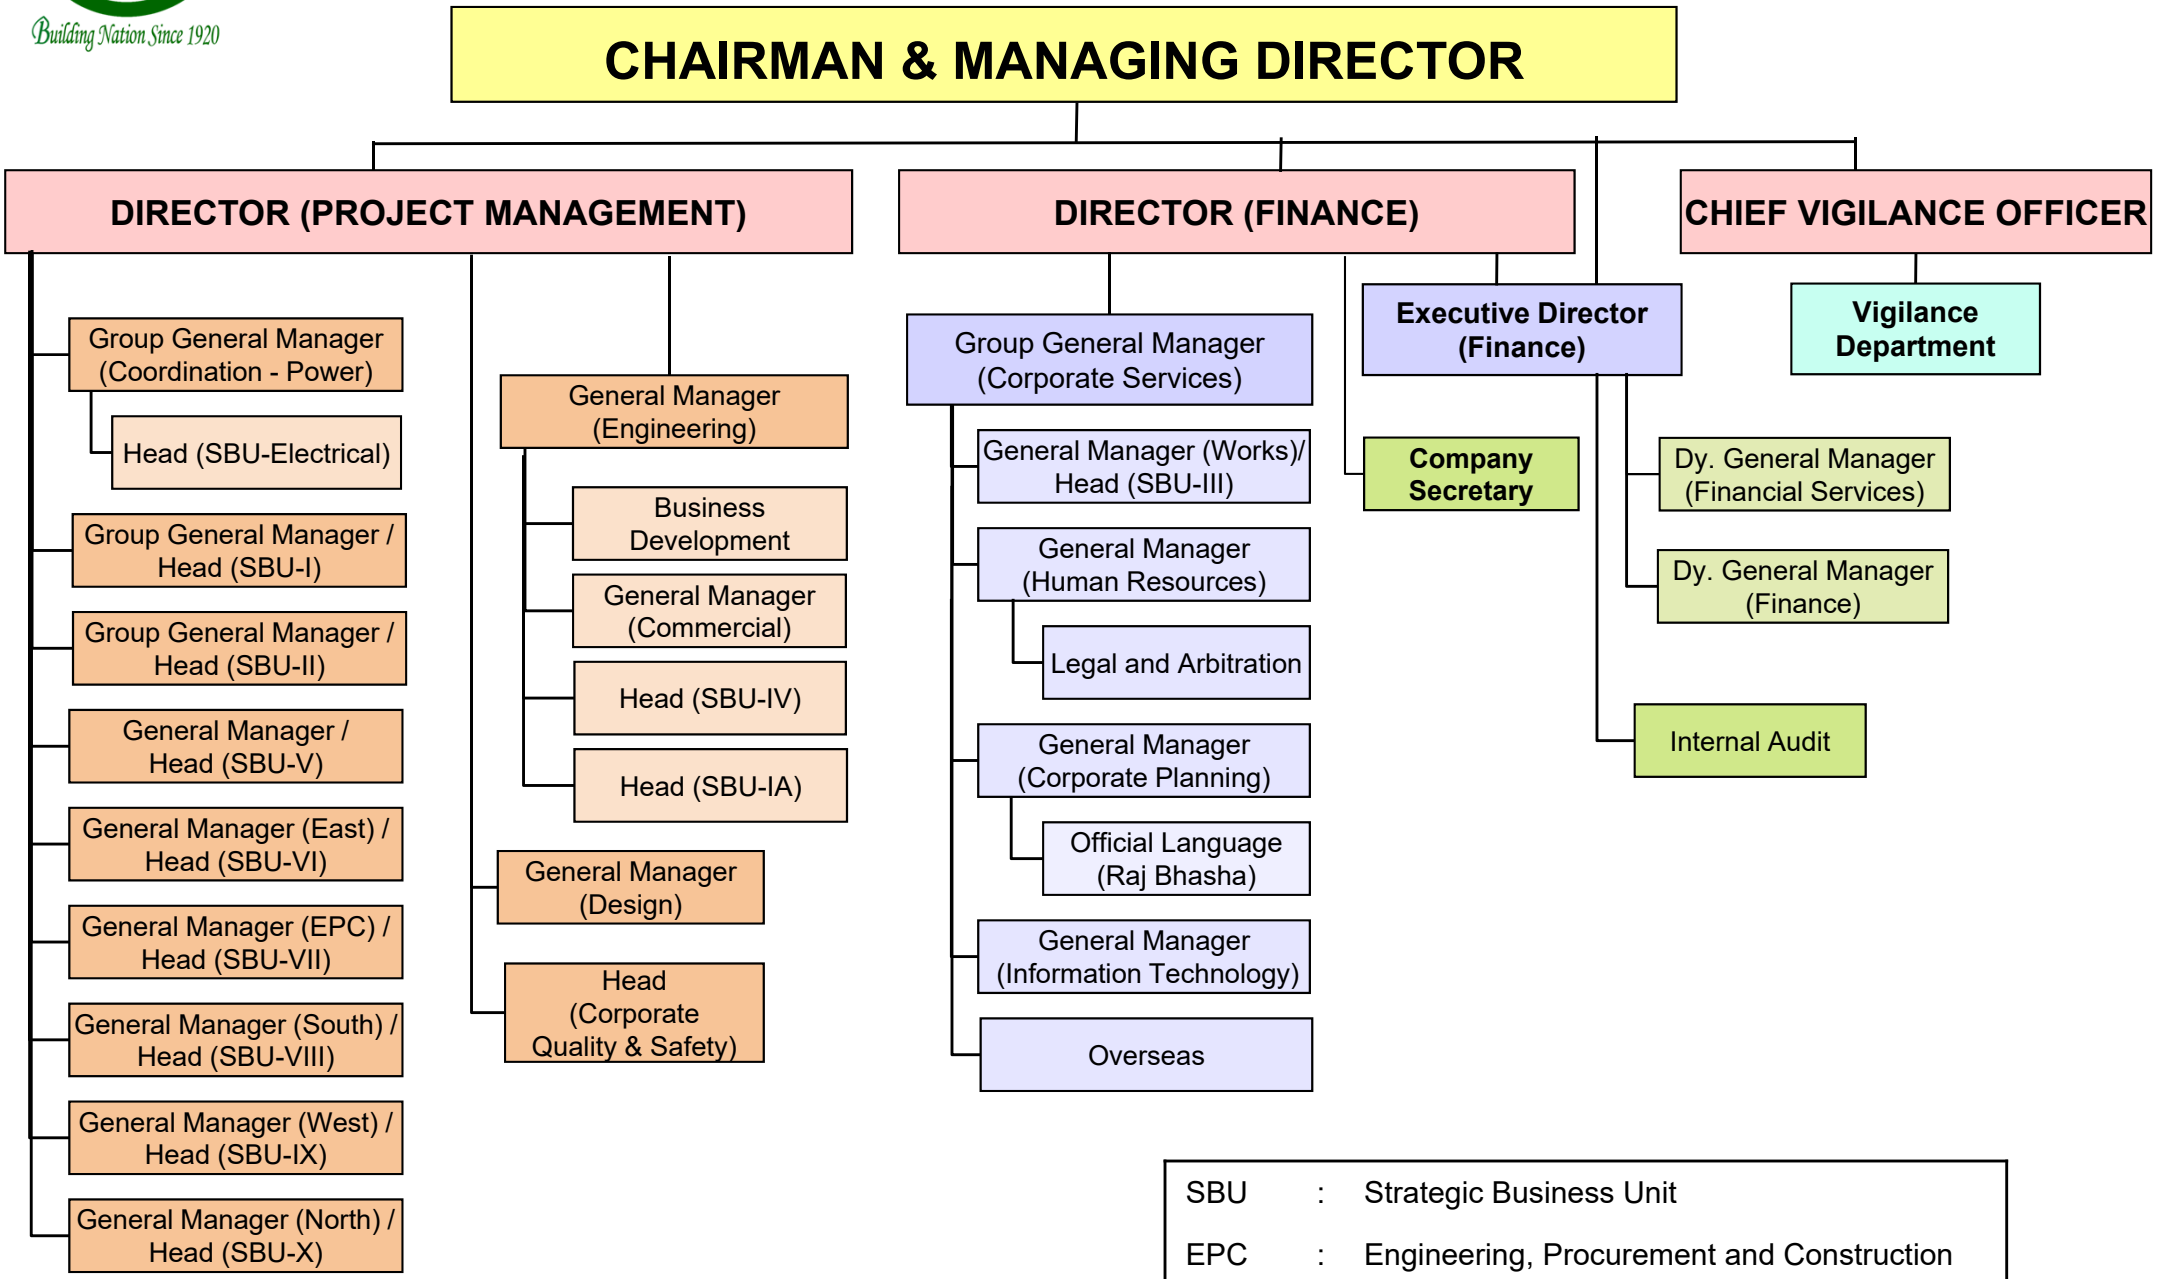 Building Nation Since 1920
CHAIRMAN & MANAGING DIRECTOR
DIRECTOR (PROJECT MANAGEMENT)
DIRECTOR (FINANCE)
CHIEF VIGILANCE OFFICER
Group General Manager
(Coordination - Power)
Head (SBU-Electrical)
Group General Manager /
Head (SBU-I)
Group General Manager /
Head (SBU-II)
General Manager /
Head (SBU-V)
General Manager (East) /
Head (SBU-VI)
General Manager (EPC) /
Head (SBU-VII)
General Manager (South) /
Head (SBU-VIII)
General Manager (West) /
Head (SBU-IX)
General Manager (North) /
Head (SBU-X)
General Manager
(Engineering)
Business
Development
General Manager
(Commercial)
Head (SBU-IV)
Head (SBU-IA)
General Manager
(Design)
Head
(Corporate
Quality & Safety)
Group General Manager
(Corporate Services)
General Manager (Works)/
Head (SBU-III)
General Manager
(Human Resources)
Legal and Arbitration
General Manager
(Corporate Planning)
Official Language
(Raj Bhasha)
General Manager
(Information Technology)
Overseas
Company
Secretary
Executive Director
(Finance)
Dy. General Manager
(Financial Services)
Dy. General Manager
(Finance)
Internal Audit
Vigilance
Department
SBU : Strategic Business Unit
EPC : Engineering, Procurement and Construction